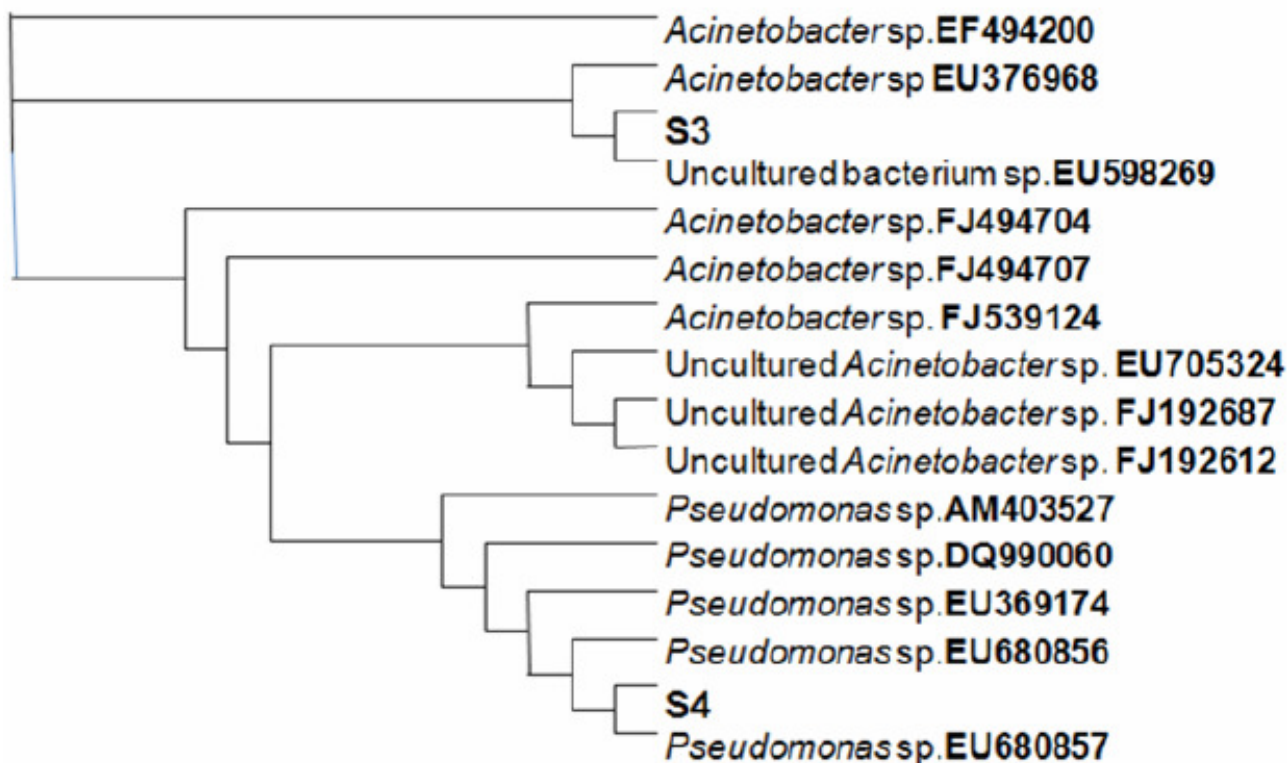 Acinetobacter sp.EF494200
Acinetobacter sp EU376968
S3
Uncultured bacterium sp.EU598269
Acinetobacter sp.FJ494704
Acinetobacter sp.FJ494707
Acinetobacter sp. FJ539124
Uncultured Acinetobacter sp. EU705324
Uncultured Acinetobacter sp. FJ192687
Uncultured Acinetobacter sp. FJ192612
Pseudomonas sp.AM403527
Pseudomonas sp.DQ990060
Pseudomonas sp.EU369174
Pseudomonas sp.EU680856
S4
Pseudomonas sp.EU680857